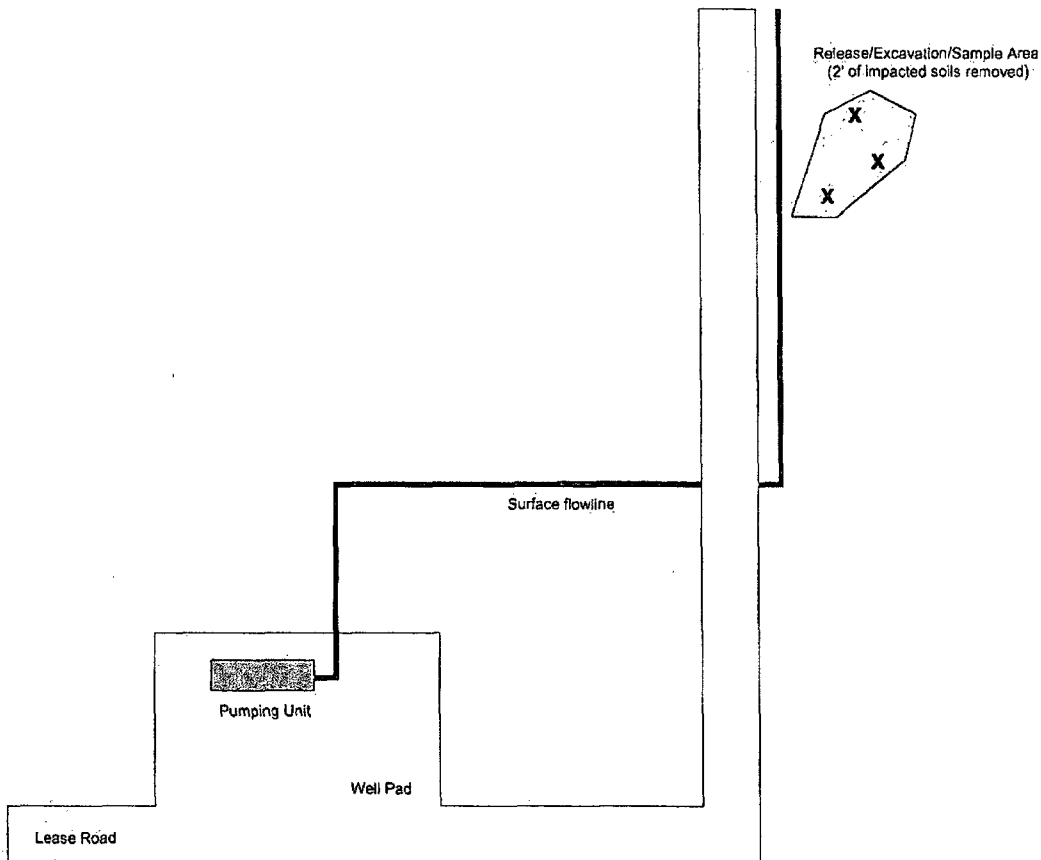 Release/Excavation/Sample Area
(2' of impacted soils removed)
X
X
X
Surface flowline
Pumping Unit
Well Pad
Lease Road